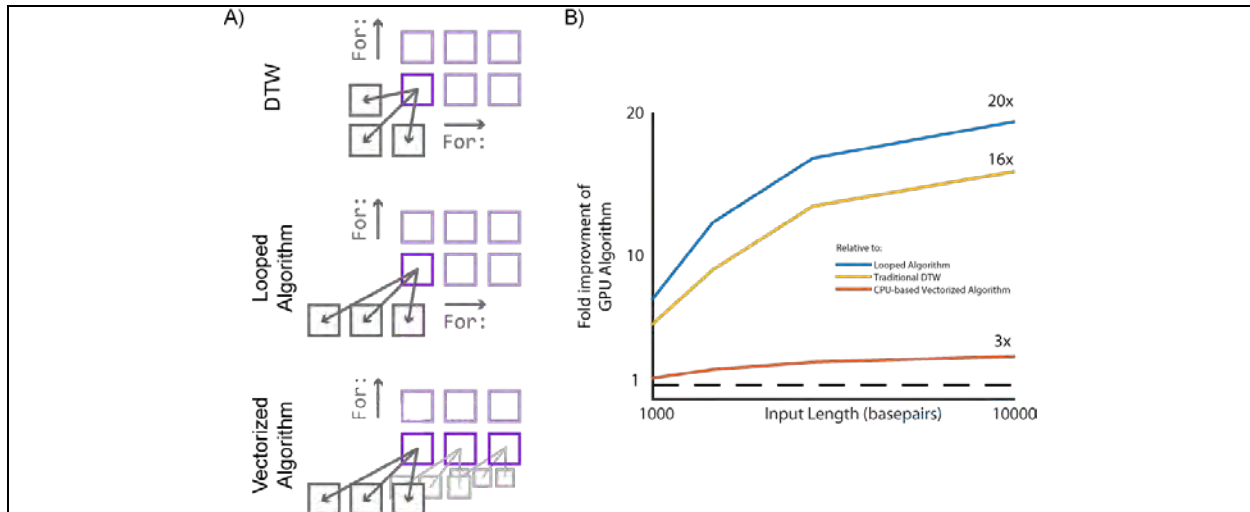 A)
DTW
For:
For:
Looped
Algorithm
For:
For:
Vectorized
Algorithm
For:
B)
Fold improvment of
GPU Algorithm
20
10
1
20x
16x
3x
Relative to:
Looped Algorithm
Traditional DTW
CPU-based Vectorized Algorithm
1000
Input Length (basepairs)
10000